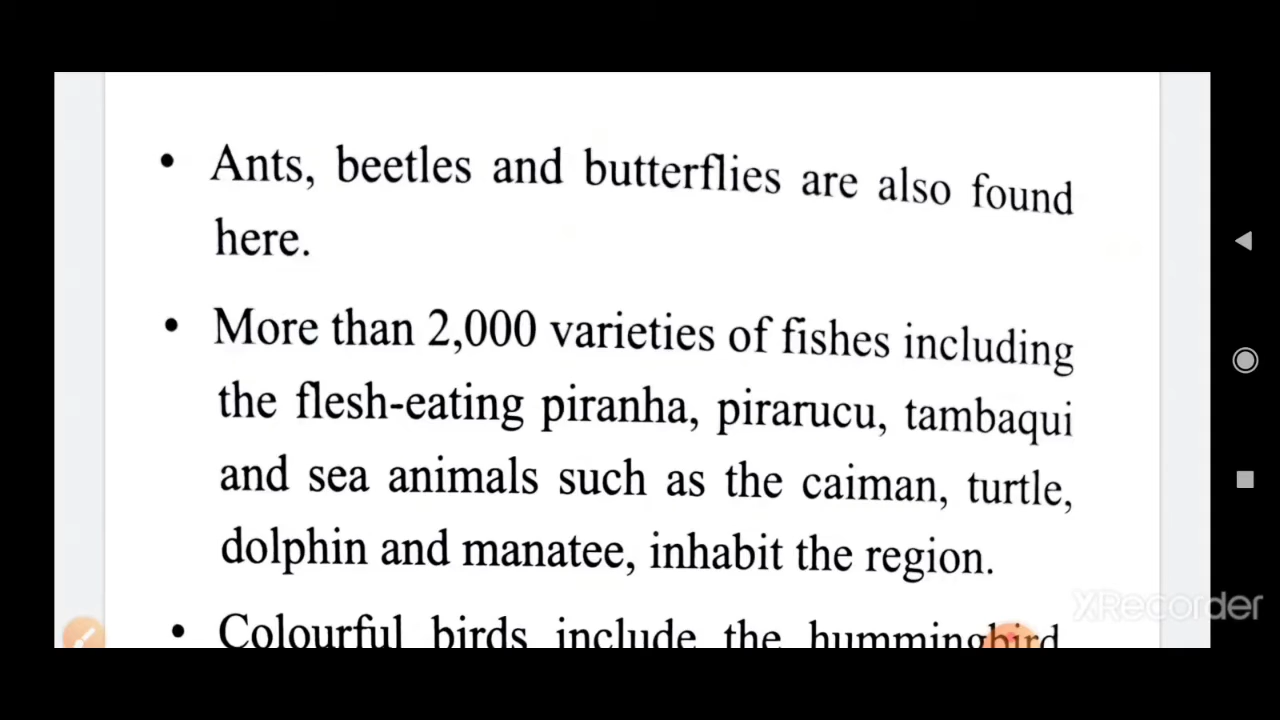 • Ants, beetles and butterflies are also found
here.
• More than 2,000 varieties of fishes including
the flesh-eating piranha, pirarucu, tambaqui
and sea animals such as the caiman, turtle,
dolphin and manatee, inhabit the region.
• Colourful birds include the hummingbird
XRecorder